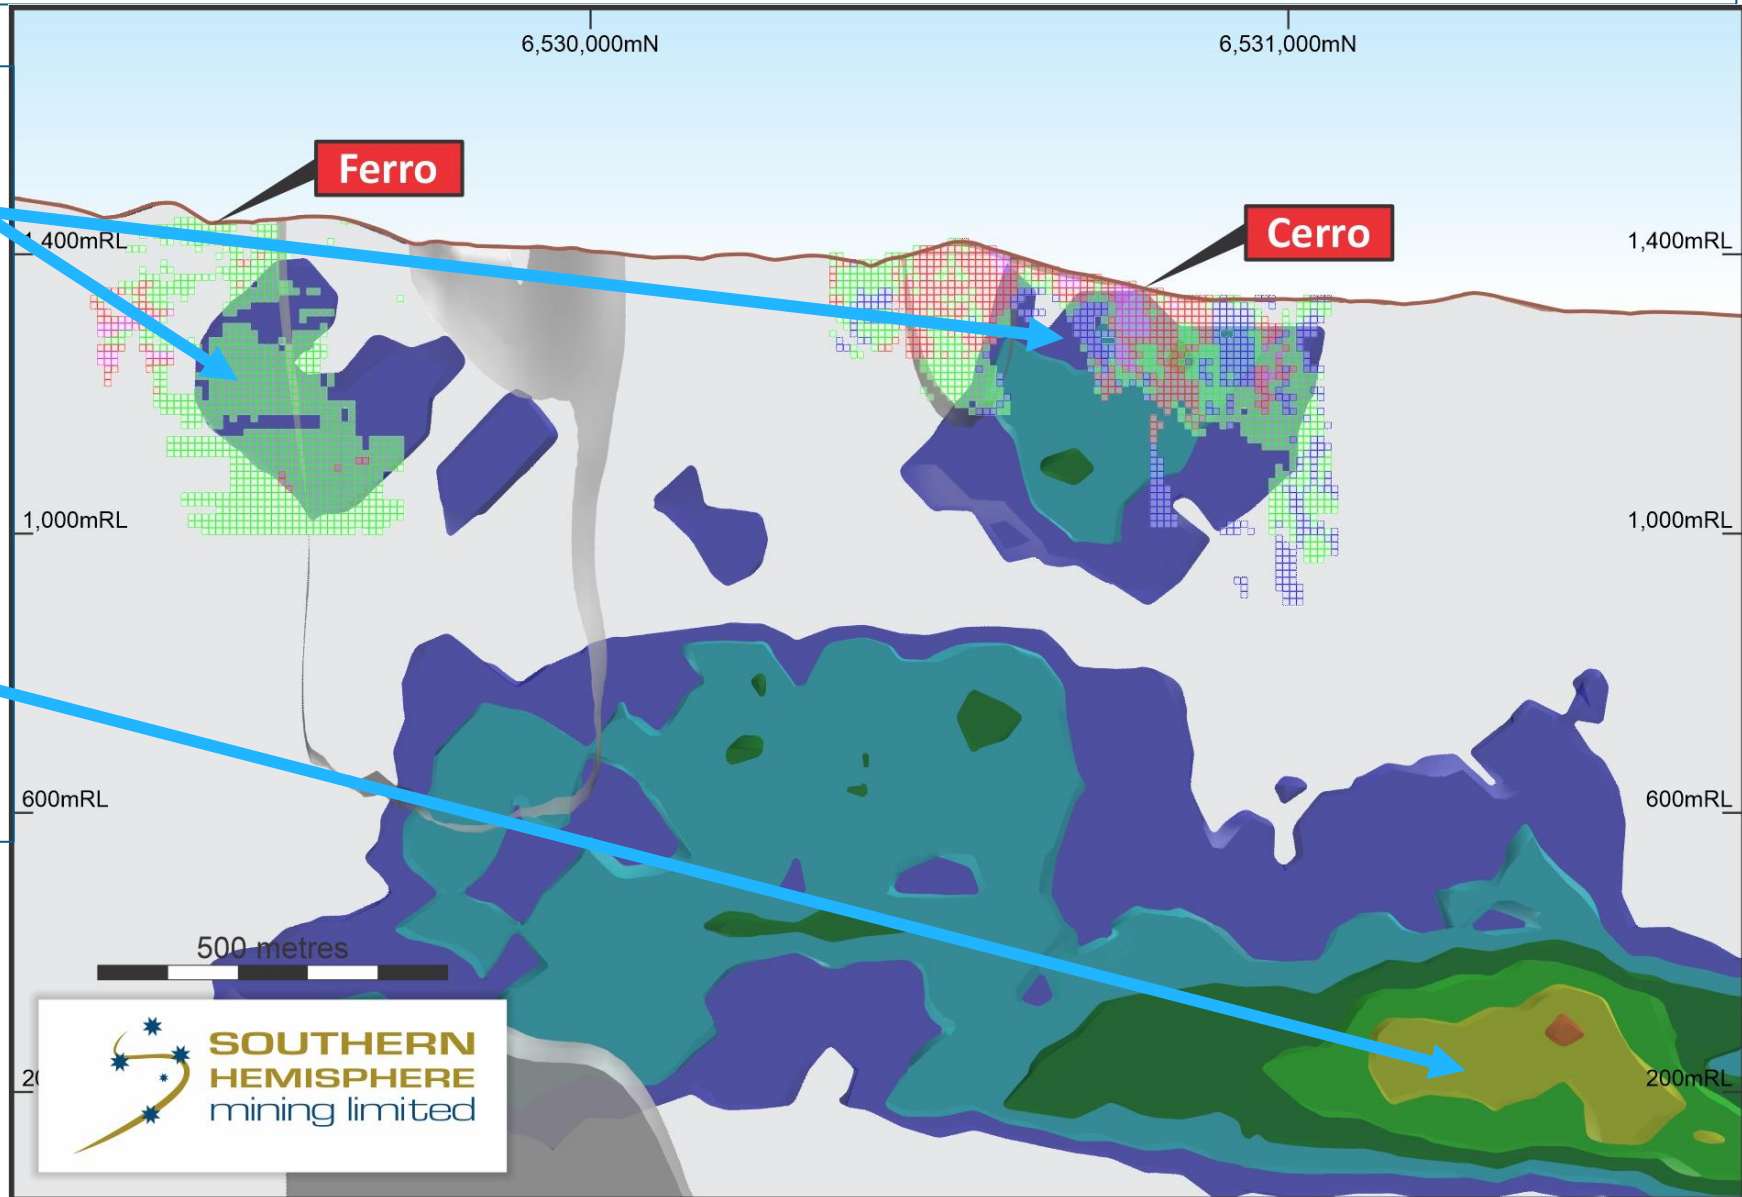 6,530,000mN
6,531,000mN
Ferro
Cerro
1,400mRL
1,400mRL
1,000mRL
1,000mRL
600mRL
600mRL
500 metres
200mRL
20
SOUTHERN
HEMISPHERE
mining limited